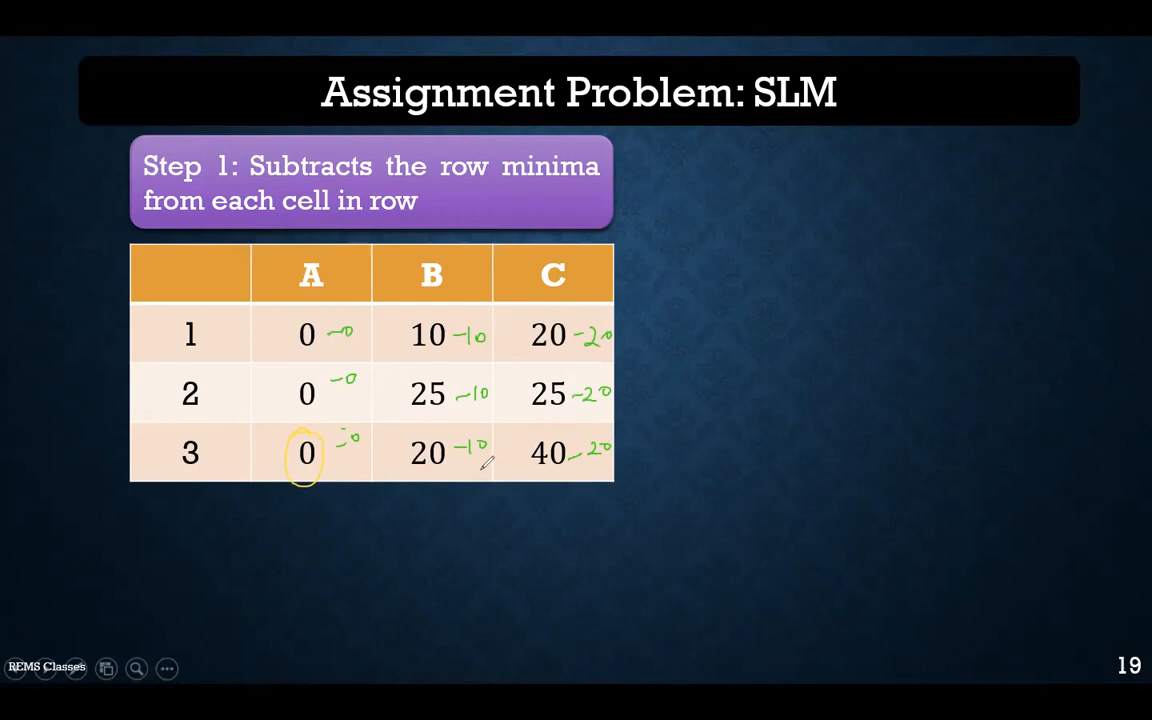 Assignment Problem: SLM
Step 1: Subtracts the row minima
from each cell in row
A B C
1 0 -0 10 -10 20 -20
2 0 -0 25 -10 25 -20
3 0 -0 20 -10 40 -20
REMS Classes
19